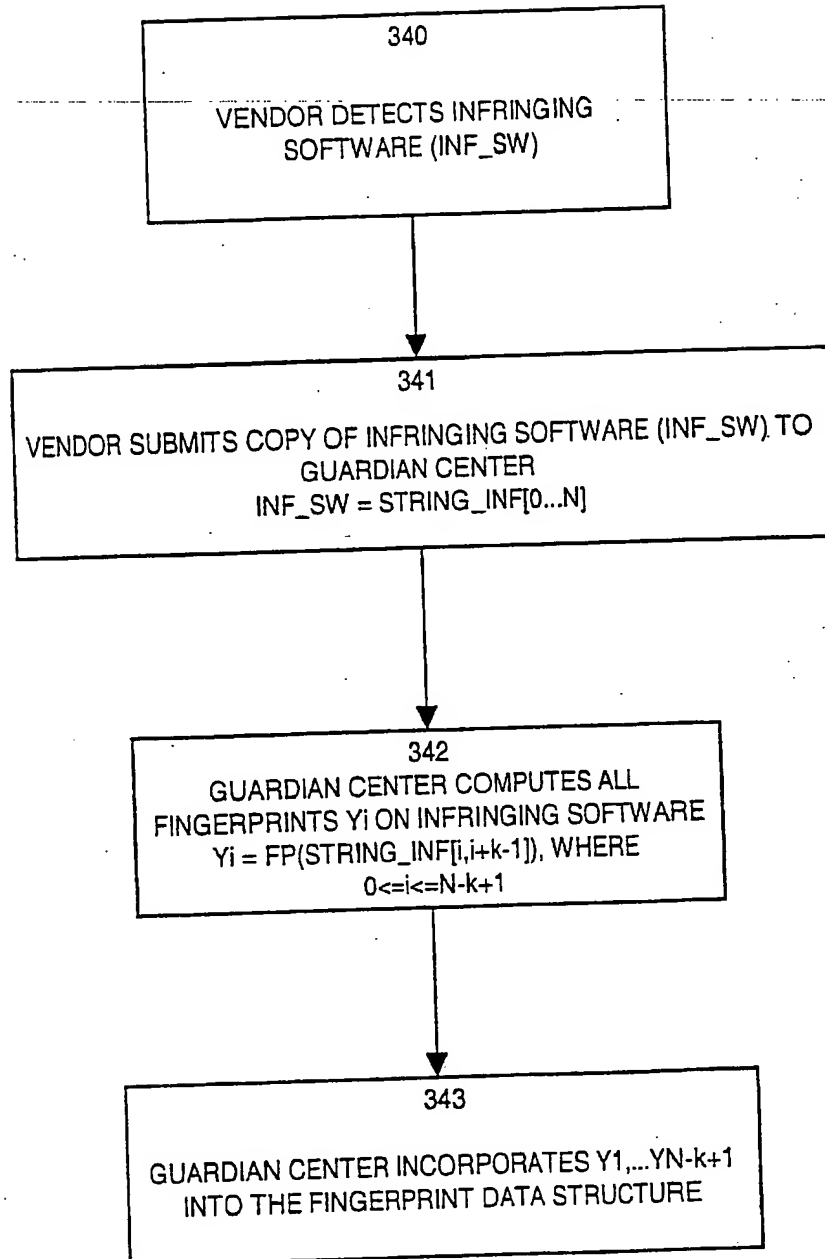 340
VENDOR DETECTS INFRINGING
SOFTWARE (INF_SW)
341
VENDOR SUBMITS COPY OF INFRINGING SOFTWARE (INF_SW) TO
GUARDIAN CENTER
INF_SW = STRING_INF[0...N]
342
GUARDIAN CENTER COMPUTES ALL
FINGERPRINTS Yi ON INFRINGING SOFTWARE
Yi = FP(STRING_INF[i,i+k-1]), WHERE
0<=i<=N-k+1
343
GUARDIAN CENTER INCORPORATES Y1,...YN-k+1
INTO THE FINGERPRINT DATA STRUCTURE